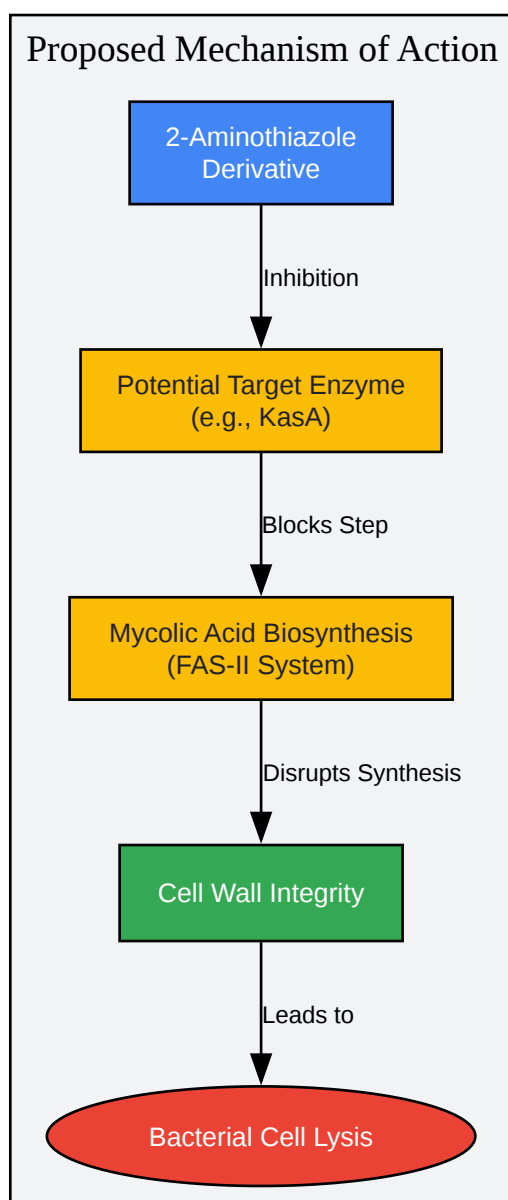 Proposed Mechanism of Action
2-Aminothiazole
Derivative
Inhibition
Potential Target Enzyme
(e.g., KasA)
Blocks Step
Mycolic Acid Biosynthesis
(FAS-II System)
Disrupts Synthesis
Cell Wall Integrity
Leads to
Bacterial Cell Lysis